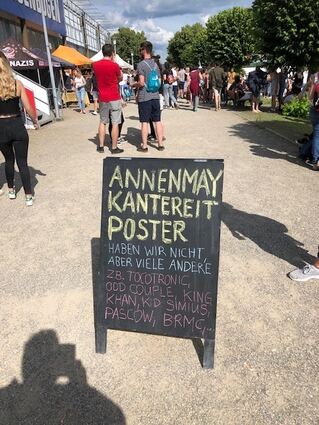 NAZIS
ANNENMAY
KANTEREIT
POSTER
HABEN WIR NICHT,
ABER VIELE ANDERE
ZB. TOCOTRONIC,
ODD COUPLE, KING
KHAN, KID SIMIUS,
PASCOW, BRMC,..